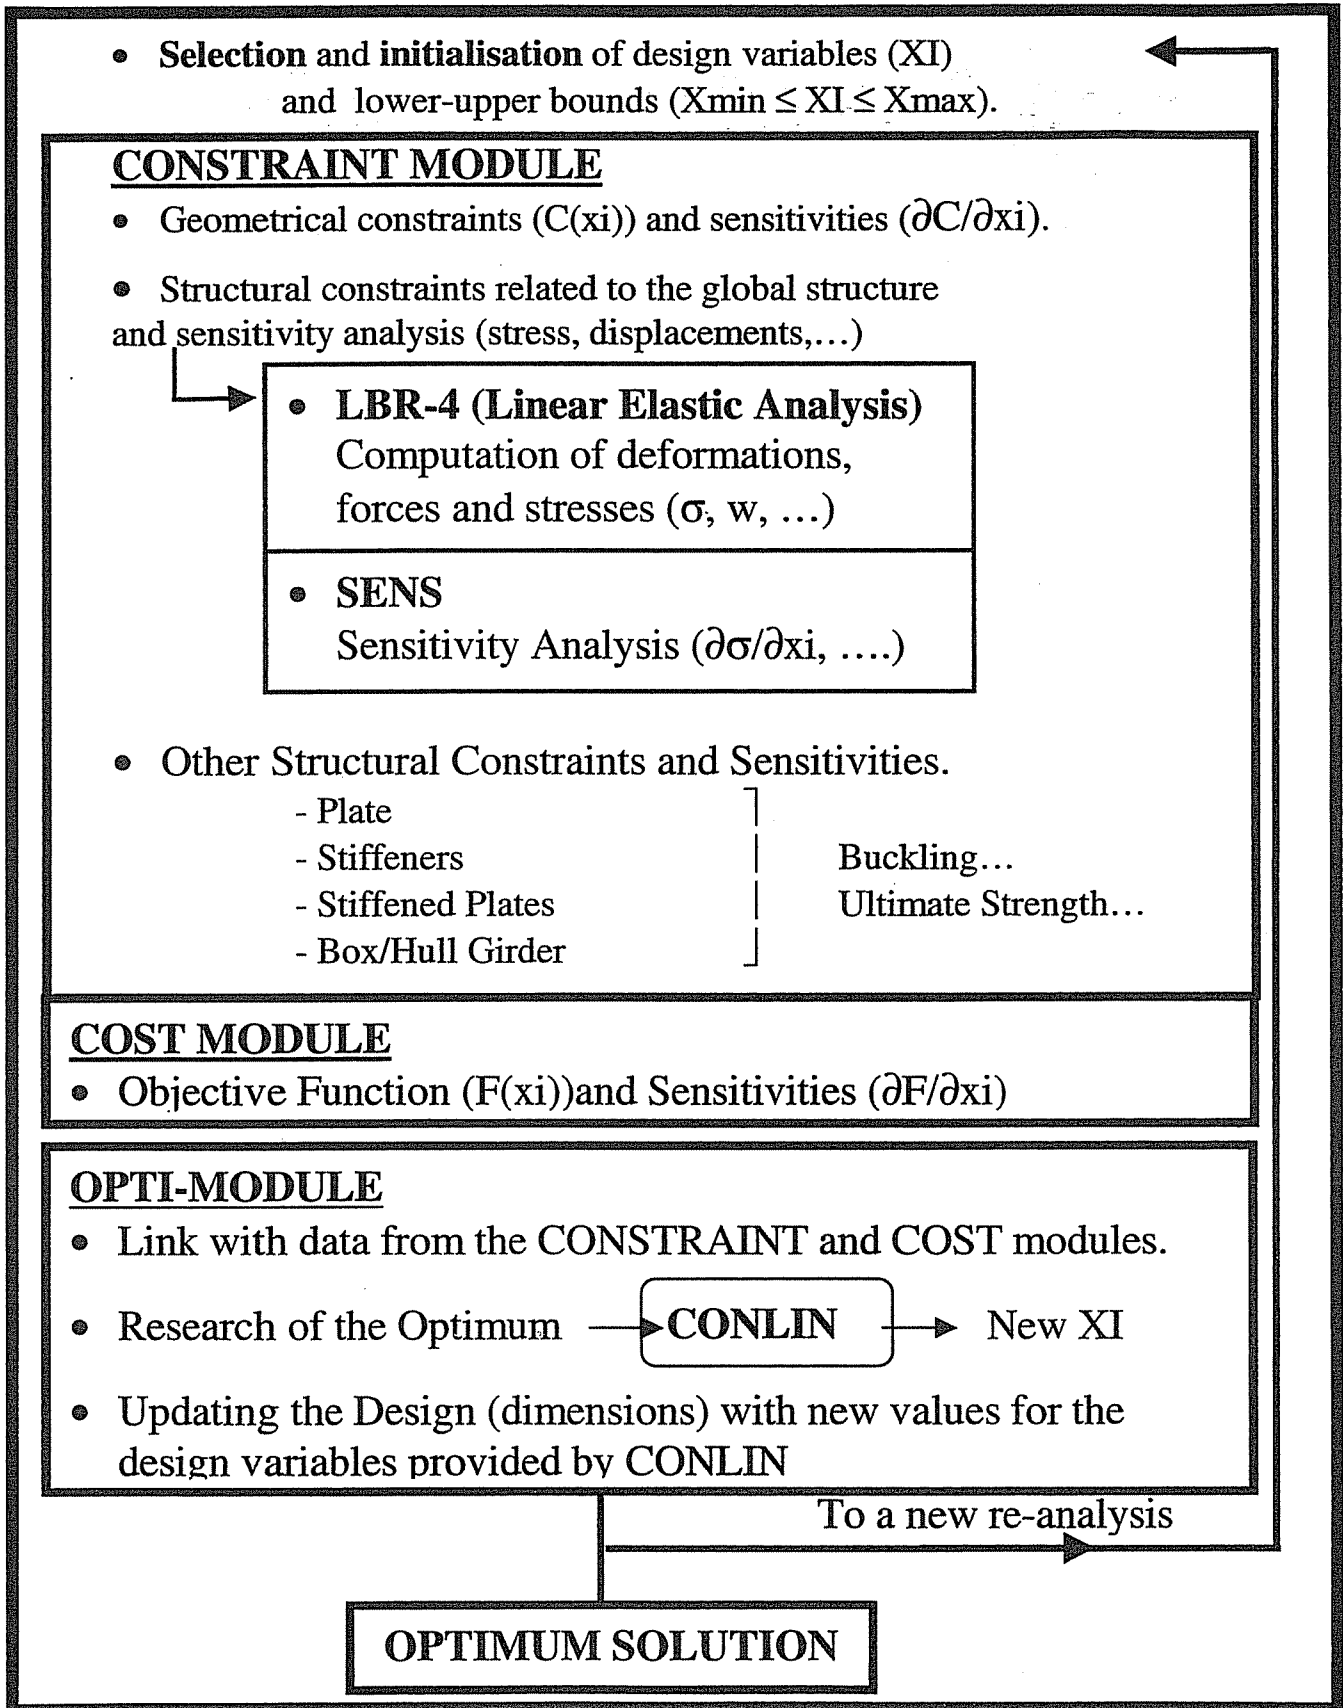 • Selection and initialisation of design variables (XI)
and lower-upper bounds (Xmin ≤ XI ≤ Xmax).
CONSTRAINT MODULE
• Geometrical constraints (C(xi)) and sensitivities (∂C/∂xi).
• Structural constraints related to the global structure
and sensitivity analysis (stress, displacements,…)
• LBR-4 (Linear Elastic Analysis)
Computation of deformations,
forces and stresses (σ, w, …)
• SENS
Sensitivity Analysis (∂σ/∂xi, ….)
• Other Structural Constraints and Sensitivities.
- Plate
- Stiffeners Buckling…
- Stiffened Plates Ultimate Strength…
- Box/Hull Girder
COST MODULE
• Objective Function (F(xi))and Sensitivities (∂F/∂xi)
OPTI-MODULE
• Link with data from the CONSTRAINT and COST modules.
• Research of the Optimum CONLIN New XI
• Updating the Design (dimensions) with new values for the
design variables provided by CONLIN
To a new re-analysis
OPTIMUM SOLUTION